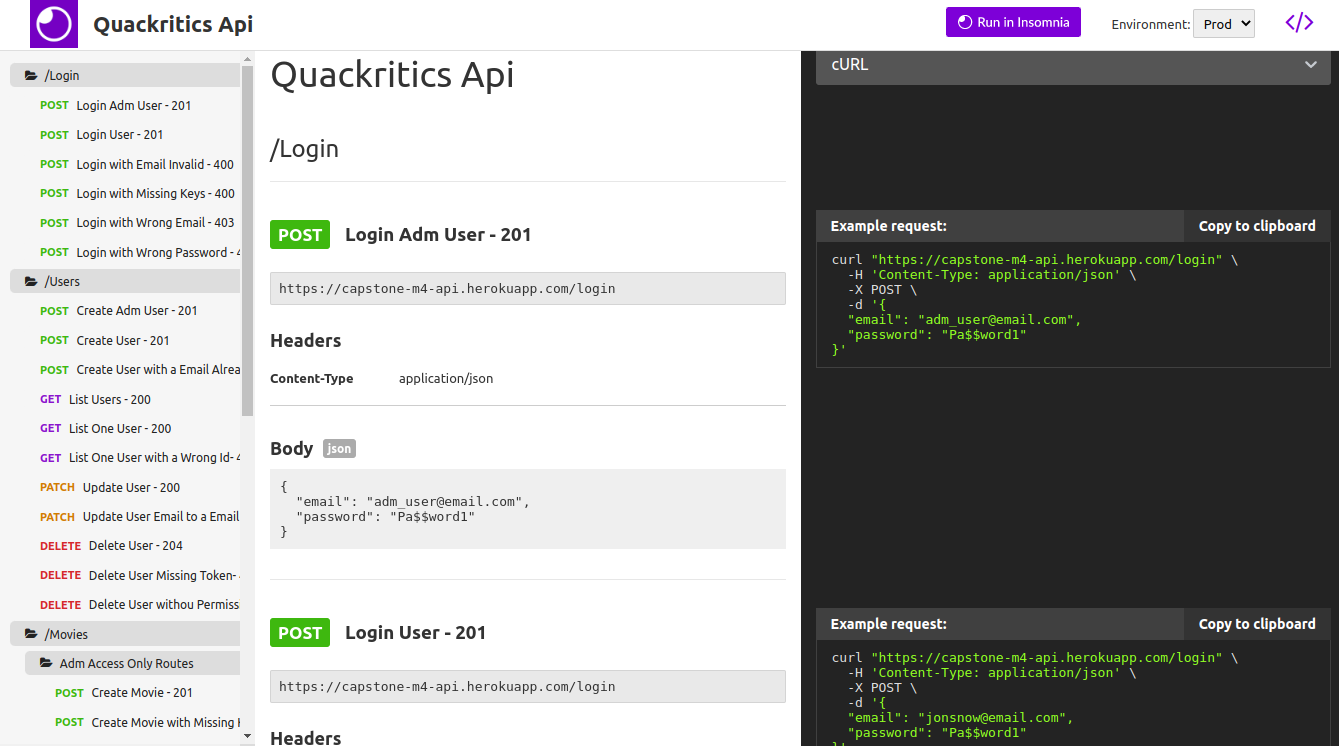 Quackritics Api
Run in Insomnia
Environment:
Prod
</>
/Login
POST Login Adm User - 201
POST Login User - 201
POST Login with Email Invalid - 400
POST Login with Missing Keys - 400
POST Login with Wrong Email - 403
POST Login with Wrong Password - 4
/Users
POST Create Adm User - 201
POST Create User - 201
POST Create User with a Email Alrea
GET List Users - 200
GET List One User - 200
GET List One User with a Wrong Id- 4
PATCH Update User - 200
PATCH Update User Email to a Email
DELETE Delete User - 204
DELETE Delete User Missing Token-
DELETE Delete User withou Permiss
/Movies
Adm Access Only Routes
POST Create Movie - 201
POST Create Movie with Missing
Quackritics Api
/Login
POST Login Adm User - 201
https://capstone-m4-api.herokuapp.com/login
Headers
Content-Type application/json
Body json
{
"email": "adm_user@email.com",
"password": "Pa$$word1"
}
POST Login User - 201
https://capstone-m4-api.herokuapp.com/login
Headers
cURL
Example request:
Copy to clipboard
curl "https://capstone-m4-api.herokuapp.com/login" \
-H 'Content-Type: application/json' \
-X POST \
-d '{
"email": "adm_user@email.com",
"password": "Pa$$word1"
}'
Example request:
Copy to clipboard
curl "https://capstone-m4-api.herokuapp.com/login" \
-H 'Content-Type: application/json' \
-X POST \
-d '{
"email": "jonsnow@email.com",
"password": "Pa$$word1"
}'